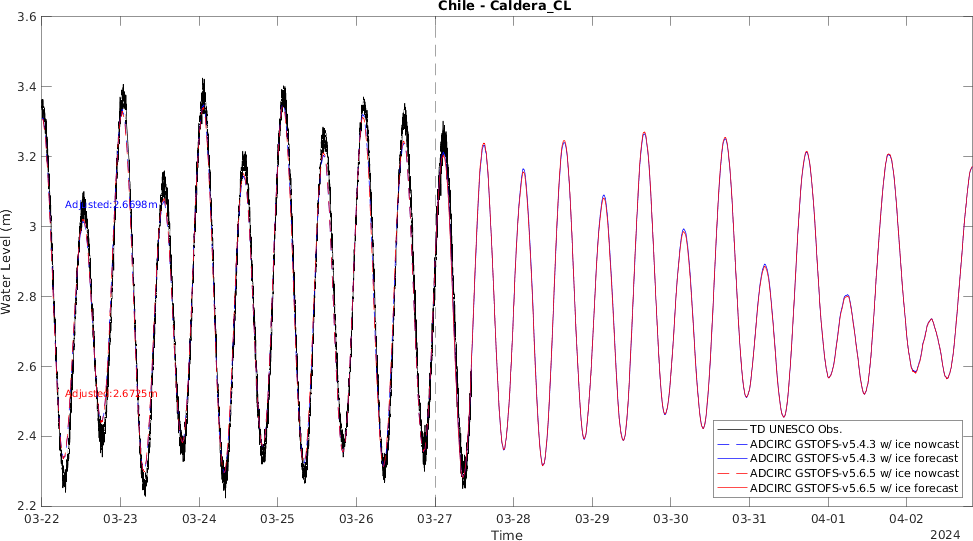 Chile - Caldera_CL
3.6
3.4
3.2
3
2.8
2.6
2.4
2.2
Water Level (m)
Adjusted:2.6698m
Adjusted:2.6725m
TD UNESCO Obs.
ADCIRC GSTOFS-v5.4.3 w/ ice nowcast
ADCIRC GSTOFS-v5.4.3 w/ ice forecast
ADCIRC GSTOFS-v5.6.5 w/ ice nowcast
ADCIRC GSTOFS-v5.6.5 w/ ice forecast
03-22 03-23 03-24 03-25 03-26 03-27 03-28 03-29 03-30 03-31 04-01 04-02
Time
2024